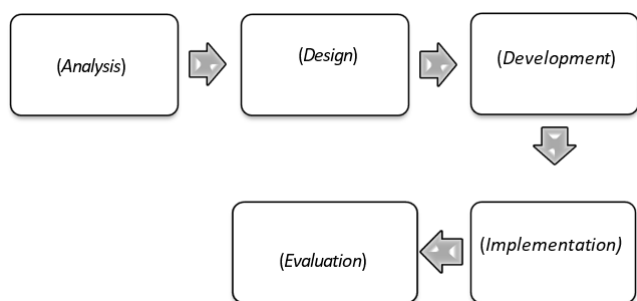 (Analysis)
(Design)
(Development)
(Implementation)
(Evaluation)